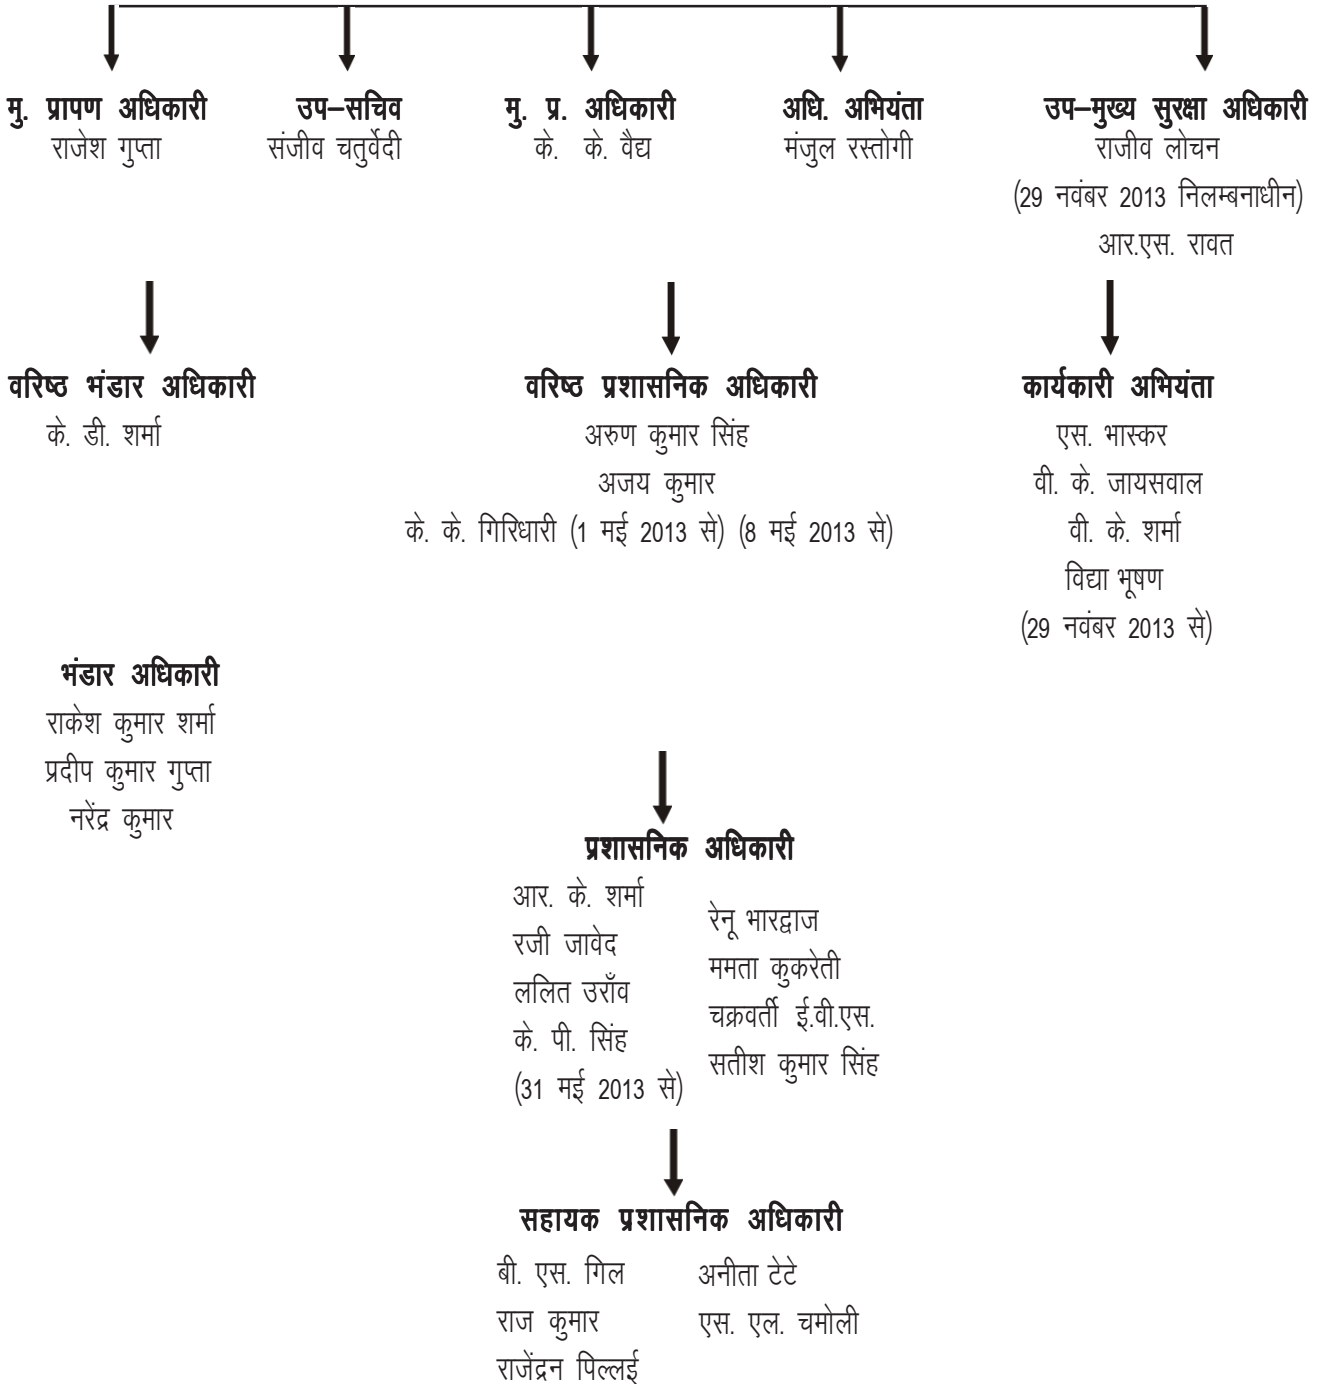 मु. प्रापण अधिकारी
राजेश गुप्ता
उप–सचिव
संजीव चतुर्वेदी
मु. प्र. अधिकारी
के. के. वैद्य
अधि. अभियंता
मंजुल रस्तोगी
उप–मुख्य सुरक्षा अधिकारी
राजीव लोचन
(29 नवंबर 2013 निलम्बनाधीन)
आर.एस. रावत
वरिष्ठ भंडार अधिकारी
के. डी. शर्मा
वरिष्ठ प्रशासनिक अधिकारी
अरुण कुमार सिंह
अजय कुमार
के. के. गिरिधारी (1 मई 2013 से) (8 मई 2013 से)
कार्यकारी अभियंता
एस. भास्कर
वी. के. जायसवाल
वी. के. शर्मा
विद्या भूषण
(29 नवंबर 2013 से)
भंडार अधिकारी
राकेश कुमार शर्मा
प्रदीप कुमार गुप्ता
नरेंद्र कुमार
प्रशासनिक अधिकारी
आर. के. शर्मा
रजी जावेद
ललित उराँव
के. पी. सिंह
(31 मई 2013 से)
रेनू भारद्वाज
ममता कुकरेती
चक्रवर्ती ई.वी.एस.
सतीश कुमार सिंह
सहायक प्रशासनिक अधिकारी
बी. एस. गिल
राज कुमार
राजेंद्रन पिल्लई
अनीता टेटे
एस. एल. चमोली